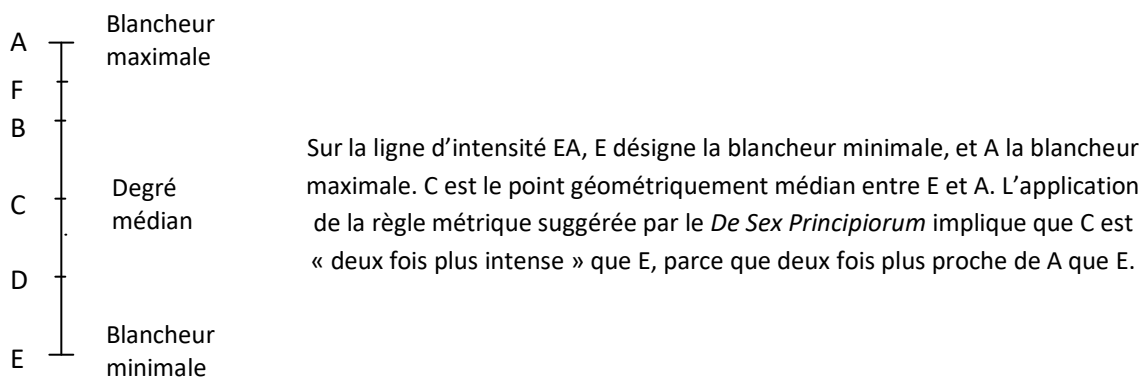 A
Blancheur
maximale
F
B
C
Degré
médian
D
E
Blancheur
minimale
Sur la ligne d’intensité EA, E désigne la blancheur minimale, et A la blancheur
maximale. C est le point géométriquement médian entre E et A. L’application
de la règle métrique suggérée par le De Sex Principiorum implique que C est
« deux fois plus intense » que E, parce que deux fois plus proche de A que E.